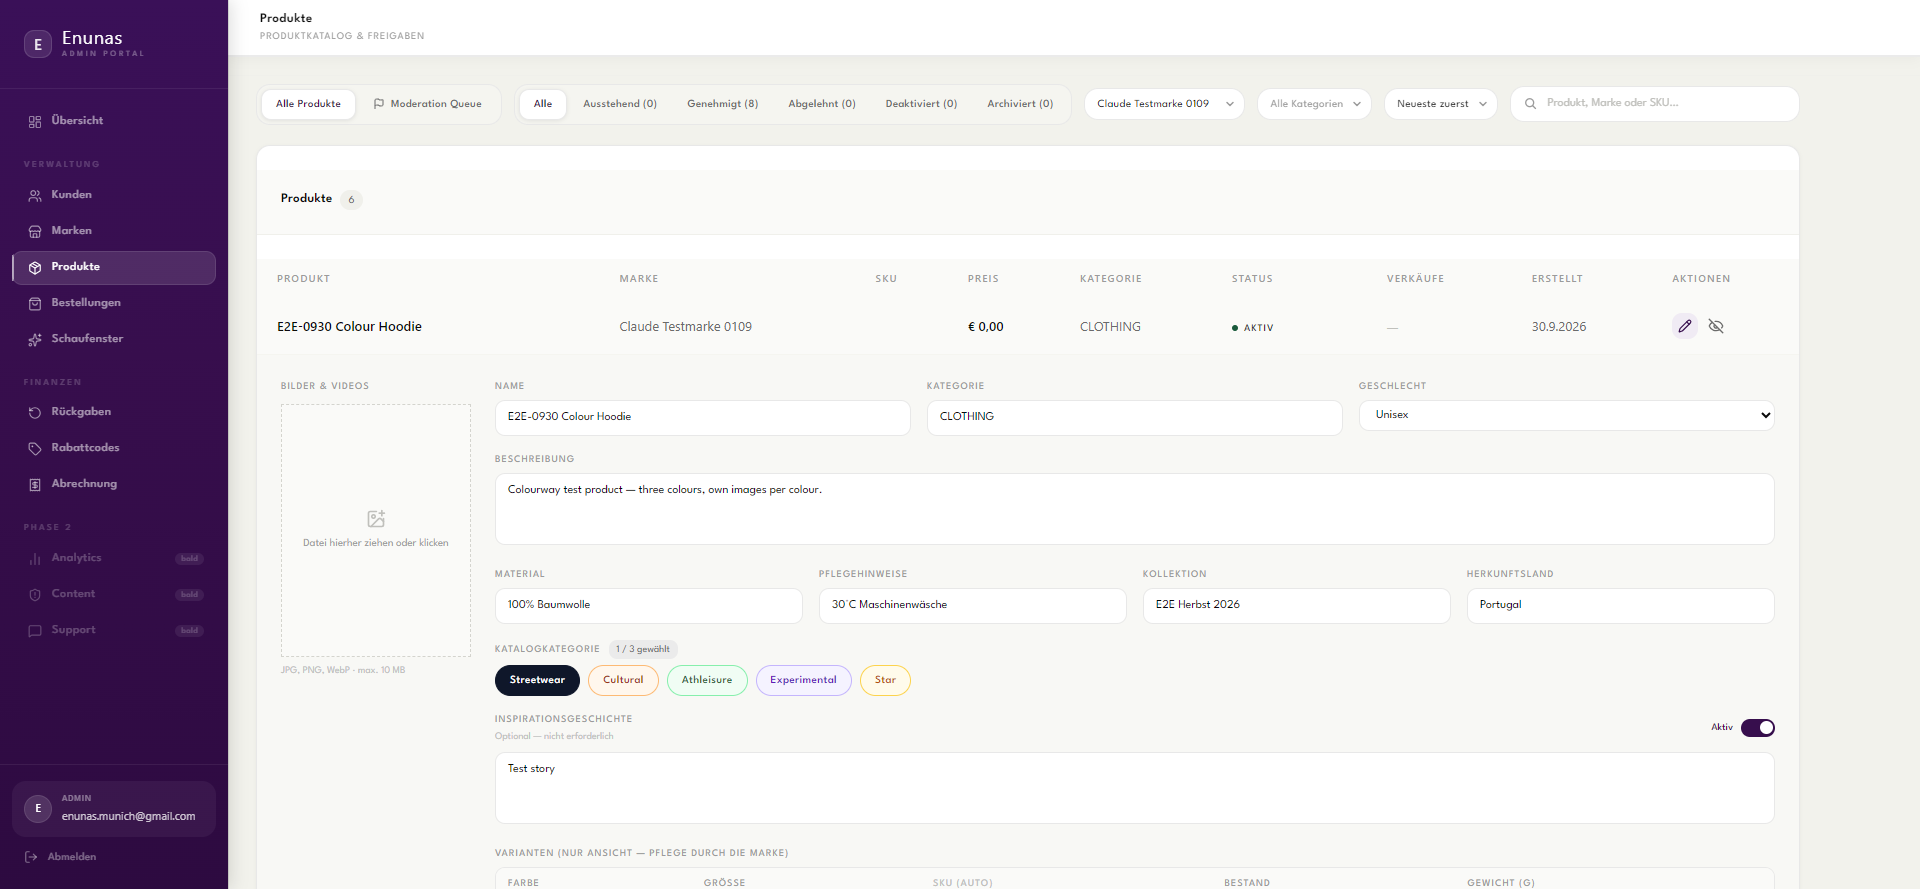 E
Enunas
ADMIN PORTAL
Übersicht
VERWALTUNG
Kunden
Marken
Produkte
Bestellungen
Schaufenster
FINANZEN
Rückgaben
Rabattcodes
Abrechnung
PHASE 2
Analytics
bald
Content
bald
Support
bald
E
ADMIN
enunas.munich@gmail.com
Abmelden
Produkte
PRODUKTKATALOG & FREIGABEN
Alle Produkte
Moderation Queue
Alle
Ausstehend (0)
Genehmigt (8)
Abgelehnt (0)
Deaktiviert (0)
Archiviert (0)
Claude Testmarke 0109
Alle Kategorien
Neueste zuerst
Produkt, Marke oder SKU...
Produkte 6
PRODUKT MARKE SKU PREIS KATEGORIE STATUS VERKÄUFE ERSTELLT AKTIONEN
E2E-0930 Colour Hoodie Claude Testmarke 0109 € 0,00 CLOTHING AKTIV — 30.9.2026
BILDER & VIDEOS
Datei hierher ziehen oder klicken
JPG, PNG, WebP · max. 10 MB
NAME KATEGORIE GESCHLECHT
E2E-0930 Colour Hoodie CLOTHING Unisex
BESCHREIBUNG
Colourway test product — three colours, own images per colour.
MATERIAL PFLEGEHINWEISE KOLLEKTION HERKUNFTSLAND
100% Baumwolle 30°C Maschinenwäsche E2E Herbst 2026 Portugal
KATALOGKATEGORIE 1 / 3 gewählt
Streetwear Cultural Athleisure Experimental Star
INSPIRATIONSGESCHICHTE
Optional — nicht erforderlich
Aktiv
Test story
VARIANTEN (NUR ANSICHT — PFLEGE DURCH DIE MARKE)
FARBE GRÖSSE SKU (AUTO) BESTAND GEWICHT (G)